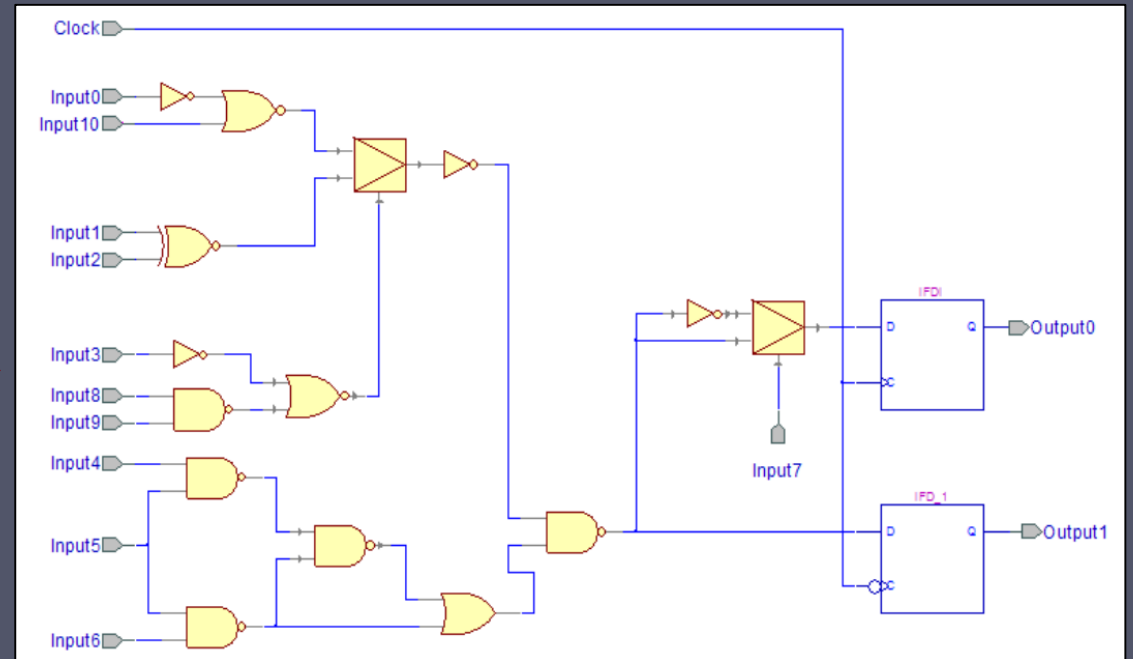 Clock
Input0
Input10
Input1
Input2
Input3
Input8
Input9
Input4
Input5
Input6
Input7
IFDI
D
Q
C
Output0
IFD_1
D
Q
C
Output1